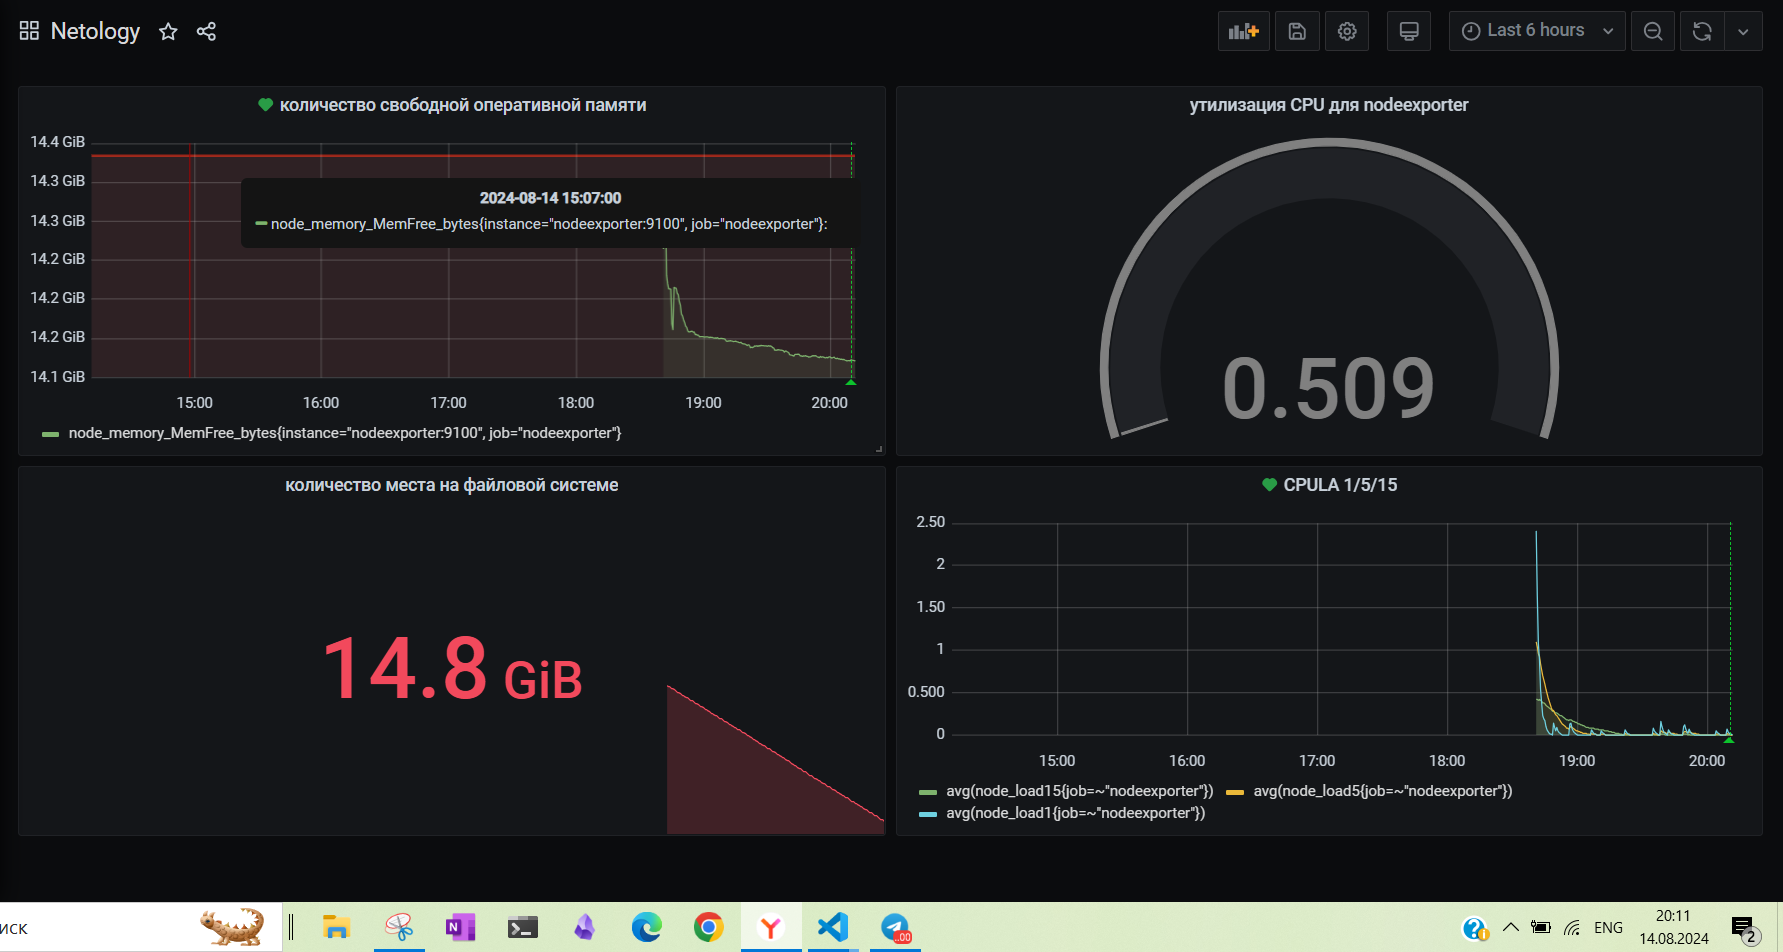 Netology
Last 6 hours
количество свободной оперативной памяти
14.4 GiB
14.3 GiB
14.3 GiB
14.2 GiB
14.2 GiB
14.2 GiB
14.1 GiB
2024-08-14 15:07:00
node_memory_MemFree_bytes{instance="nodeexporter:9100", job="nodeexporter"}:
15:00 16:00 17:00 18:00 19:00 20:00
node_memory_MemFree_bytes{instance="nodeexporter:9100", job="nodeexporter"}
утилизация CPU для nodeexporter
0.509
количество места на файловой системе
14.8 GiB
CPULA 1/5/15
2.50
2
1.50
1
0.500
0
15:00 16:00 17:00 18:00 19:00 20:00
avg(node_load15{job=~"nodeexporter"}) avg(node_load5{job=~"nodeexporter"})
avg(node_load1{job=~"nodeexporter"})
иск
N
Y
.00
ENG
20:11
14.08.2024
2